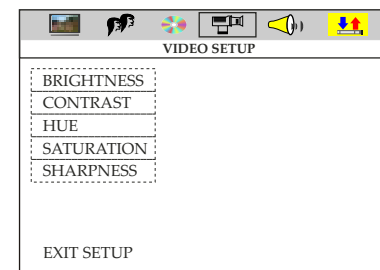 VIDEO SETUP
BRIGHTNESS
CONTRAST
HUE
SATURATION
SHARPNESS
EXIT SETUP